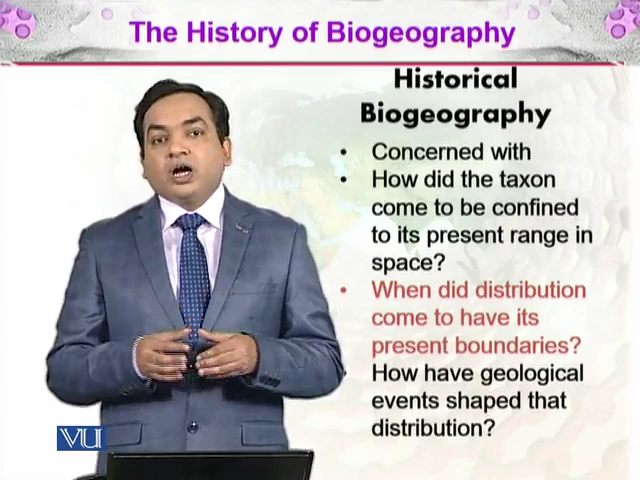 The History of Biogeography
Historical
Biogeography
• Concerned with
• How did the taxon
come to be confined
to its present range in
space?
• When did distribution
come to have its
present boundaries?
• How have geological
events shaped that
distribution?
VU